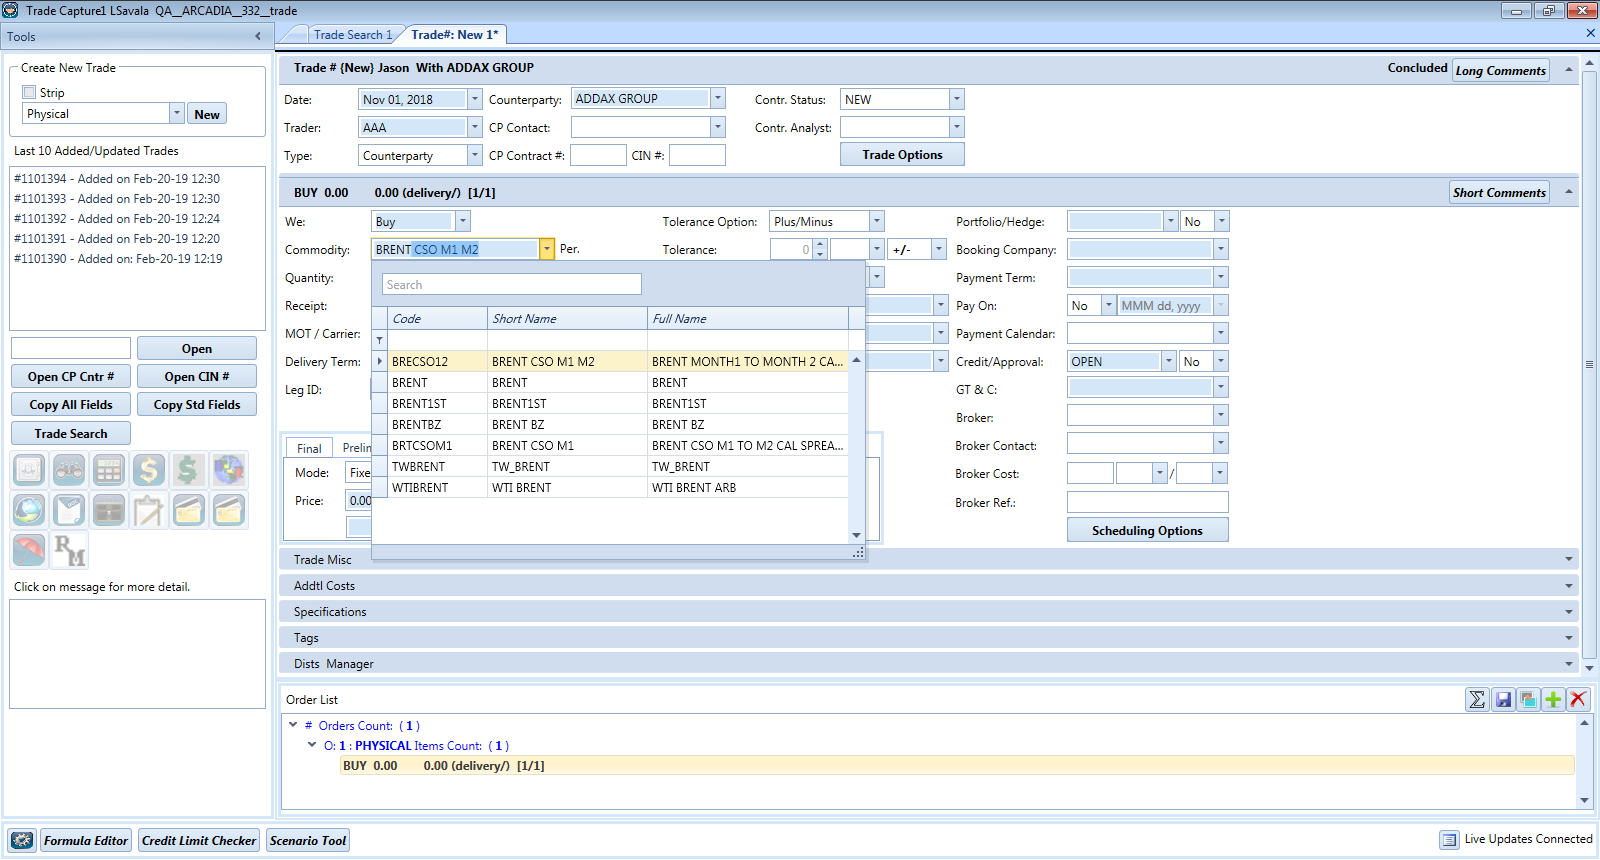 Trade Capture1 LSavala QA__ARCADIA__332__trade
Tools
Trade Search 1
Trade#: New 1*
Create New Trade
Strip
Physical
New
Last 10 Added/Updated Trades
#1101394 - Added on Feb-20-19 12:30
#1101393 - Added on Feb-20-19 12:30
#1101392 - Added on Feb-20-19 12:24
#1101391 - Added on Feb-20-19 12:20
#1101390 - Added on: Feb-20-19 12:19
Open
Open CP Cntr #
Open CIN #
Copy All Fields
Copy Std Fields
Trade Search
RM
Click on message for more detail.
Trade # {New} Jason With ADDAX GROUP
Concluded
Long Comments
Date: Nov 01, 2018 Counterparty: ADDAX GROUP Contr. Status: NEW
Trader: AAA CP Contact: Contr. Analyst:
Type: Counterparty CP Contract #: CIN #: Trade Options
BUY 0.00 0.00 (delivery/) [1/1]
Short Comments
We: Buy Tolerance Option: Plus/Minus Portfolio/Hedge: No
Commodity: BRENT CSO M1 M2 Per. Tolerance: 0 +/- Booking Company:
Quantity: Payment Term:
Receipt: Pay On: No MMM dd, yyyy
MOT / Carrier: Payment Calendar:
Delivery Term: Credit/Approval: OPEN No
Leg ID: GT & C:
Broker:
Broker Contact:
Broker Cost: /
Broker Ref.:
Scheduling Options
Search
Code Short Name Full Name
BRECSO12 BRENT CSO M1 M2 BRENT MONTH1 TO MONTH 2 CA...
BRENT BRENT BRENT
BRENT1ST BRENT1ST BRENT1ST
BRENTBZ BRENT BZ BRENT BZ
BRTCSOM1 BRENT CSO M1 BRENT CSO M1 TO M2 CAL SPREA...
TWBRENT TW_BRENT TW_BRENT
WTIBRENT WTI BRENT WTI BRENT ARB
Final Prelin
Mode: Fixe
Price: 0.00
Trade Misc
Addtl Costs
Specifications
Tags
Dists Manager
Order List
# Orders Count: ( 1 )
O: 1 : PHYSICAL Items Count: ( 1 )
BUY 0.00 0.00 (delivery/) [1/1]
Formula Editor
Credit Limit Checker
Scenario Tool
Live Updates Connected